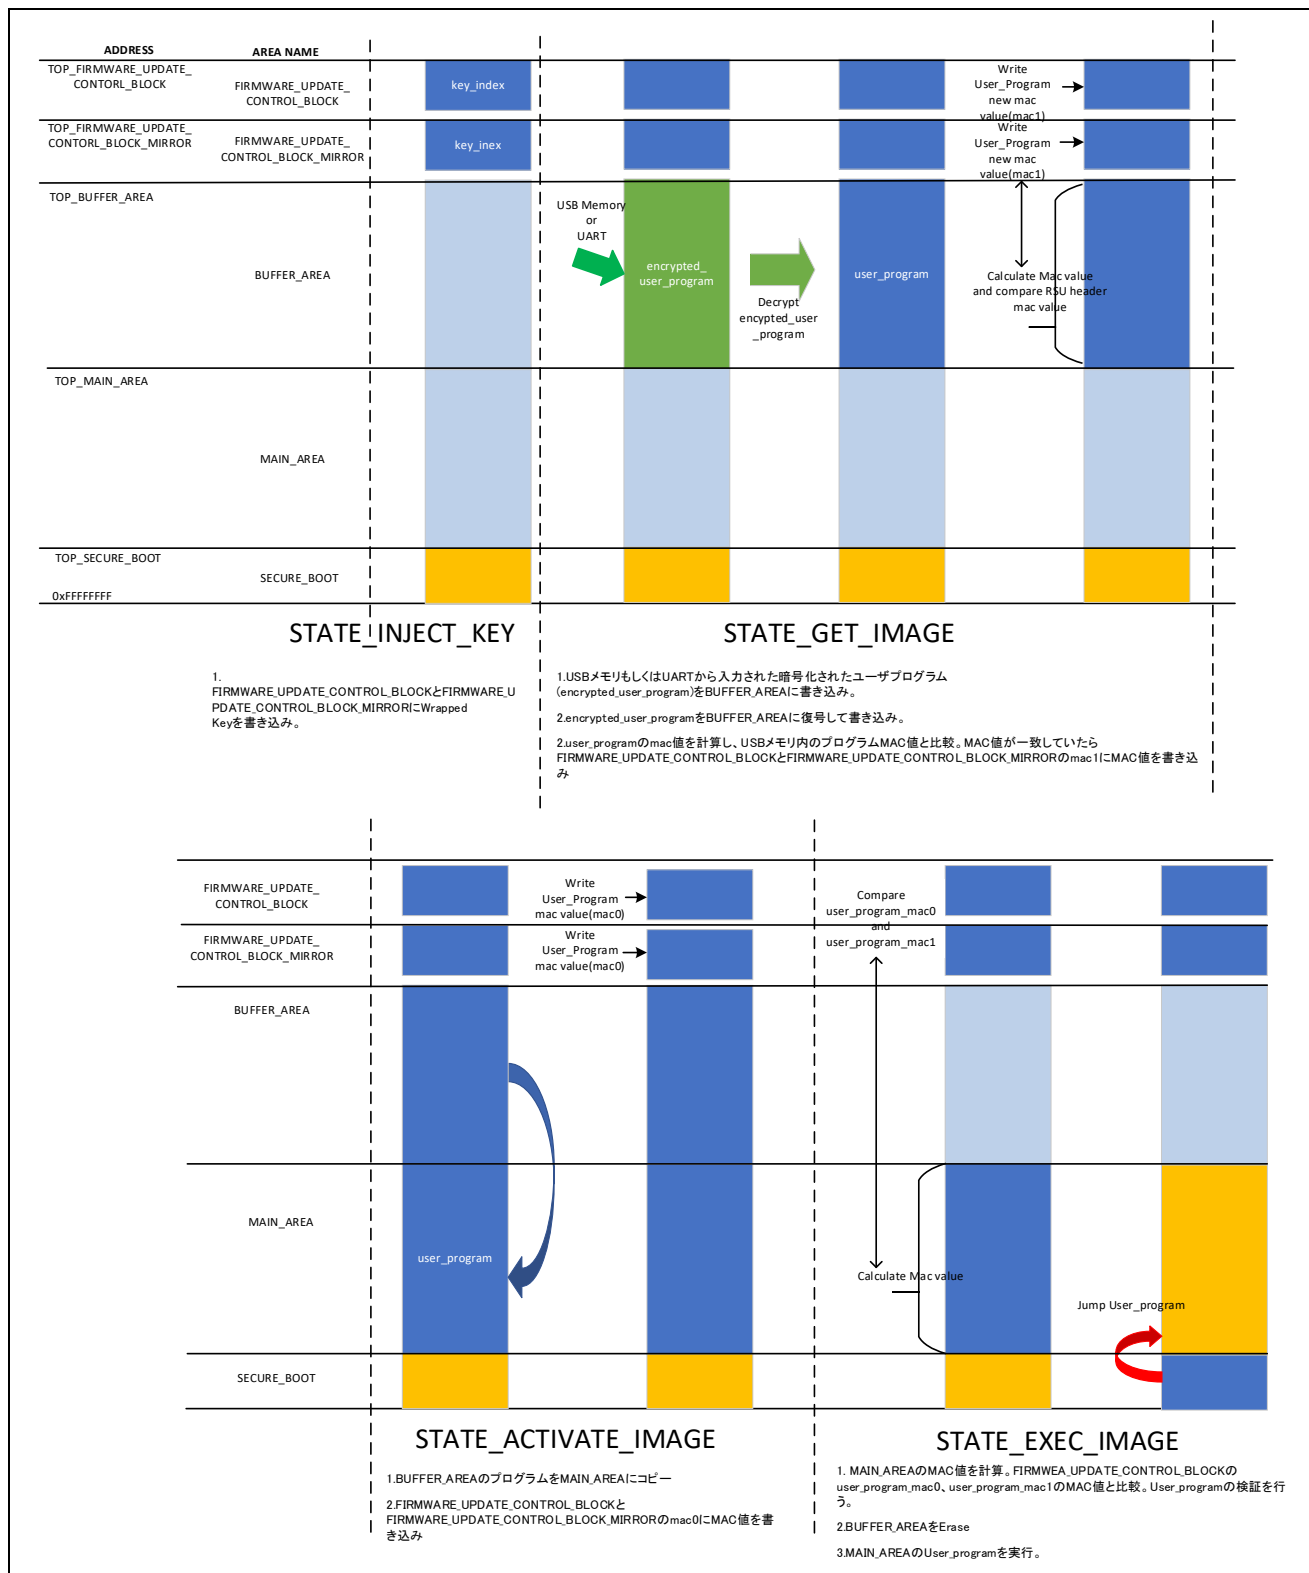 ADDRESS
AREA NAME
TOP_FIRMWARE_UPDATE_
CONTORL_BLOCK
FIRMWARE_UPDATE_
CONTROL_BLOCK
key_index
Write
User_Program
new mac
value(mac1)
TOP_FIRMWARE_UPDATE_
CONTORL_BLOCK_MIRROR
FIRMWARE_UPDATE_
CONTROL_BLOCK_MIRROR
key_inex
Write
User_Program
new mac
value(mac1)
TOP_BUFFER_AREA
BUFFER_AREA
USB Memory
or
UART
encrypted_
user_program
Decrypt
encypted_user
_program
user_program
Calculate Mac value
and compare RSU header
mac value
TOP_MAIN_AREA
MAIN_AREA
TOP_SECURE_BOOT
SECURE_BOOT
0xFFFFFFFF
STATE_INJECT_KEY
1.
FIRMWARE_UPDATE_CONTROL_BLOCKとFIRMWARE_U
PDATE_CONTROL_BLOCK_MIRRORにWrapped
Keyを書き込み。
STATE_GET_IMAGE
1.USBメモリもしくはUARTから入力された暗号化されたユーザプログラム
(encrypted_user_program)をBUFFER_AREAに書き込み。
2.encrypted_user_programをBUFFER_AREAに復号して書き込み。
2.user_programのmac値を計算し、USBメモリ内のプログラムMAC値と比較。MAC値が一致していたら
FIRMWARE_UPDATE_CONTROL_BLOCKとFIRMWARE_UPDATE_CONTROL_BLOCK_MIRRORのmac1にMAC値を書き込
み
FIRMWARE_UPDATE_
CONTROL_BLOCK
Write
User_Program
mac value(mac0)
Compare
user_program_mac0
and
user_program_mac1
FIRMWARE_UPDATE_
CONTROL_BLOCK_MIRROR
Write
User_Program
mac value(mac0)
BUFFER_AREA
MAIN_AREA
user_program
Calculate Mac value
Jump User_program
SECURE_BOOT
STATE_ACTIVATE_IMAGE
1.BUFFER_AREAのプログラムをMAIN_AREAにコピー
2.FIRMWARE_UPDATE_CONTROL_BLOCKと
FIRMWARE_UPDATE_CONTROL_BLOCK_MIRRORのmac0にMAC値を書
き込み
STATE_EXEC_IMAGE
1. MAIN_AREAのMAC値を計算。FIRMWEA_UPDATE_CONTROL_BLOCKの
user_program_mac0、user_program_mac1のMAC値と比較。User_programの検証を行
う。
2.BUFFER_AREAをErase
3.MAIN_AREAのUser_programを実行。